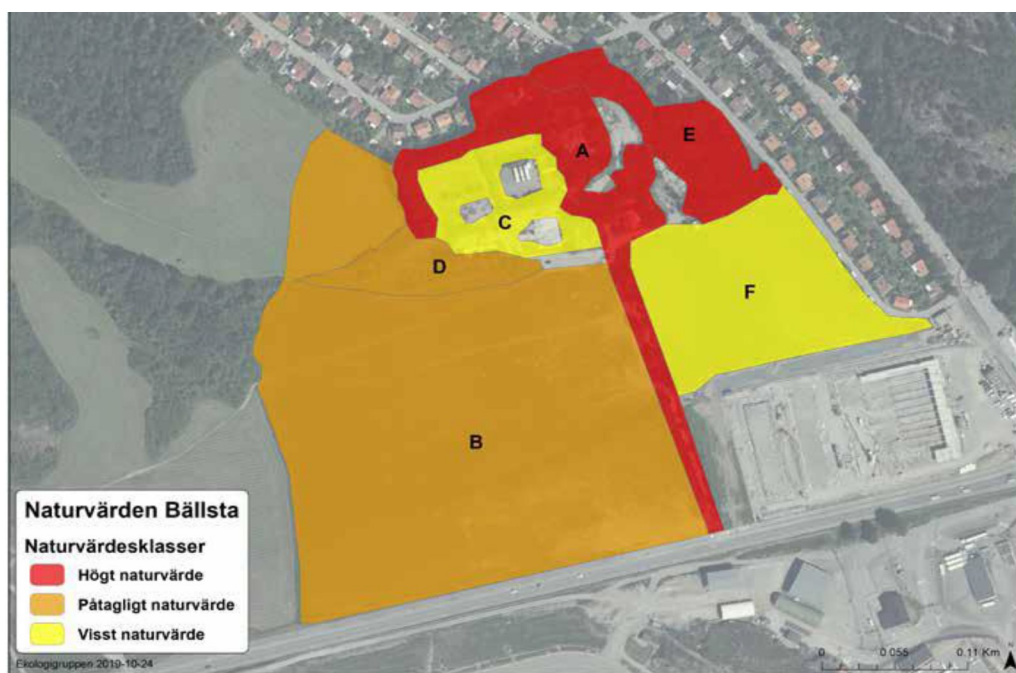 E
A
C
D
F
B
Naturvärden Bällsta
Naturvärdesklasser
Högt naturvärde
Påtagligt naturvärde
Visst naturvärde
Ekologigruppen 2019-10-24
0 0 055 0.11 Km
N